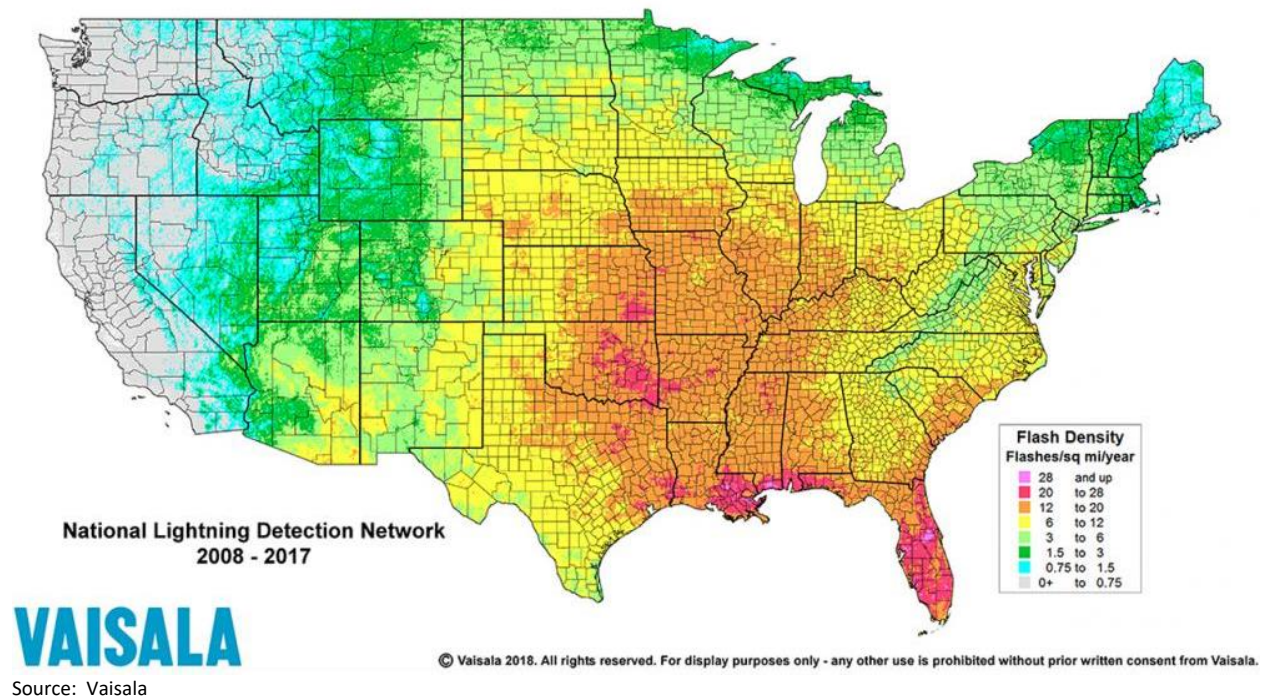 Flash Density
Flashes/sq mi/year
28 and up
20 to 28
12 to 20
6 to 12
3 to 6
1.5 to 3
0.75 to 1.5
0+ to 0.75
National Lightning Detection Network
2008 - 2017
VAISALA
© Vaisala 2018. All rights reserved. For display purposes only - any other use is prohibited without prior written consent from Vaisala.
Source: Vaisala